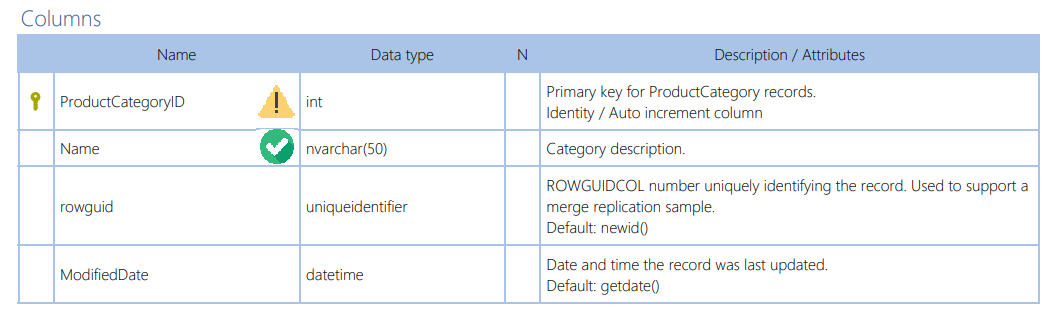 Columns
Name Data type N Description / Attributes
ProductCategoryID int Primary key for ProductCategory records.
Identity / Auto increment column
Name nvarchar(50) Category description.
rowguid uniqueidentifier ROWGUIDCOL number uniquely identifying the record. Used to support a
merge replication sample.
Default: newid()
ModifiedDate datetime Date and time the record was last updated.
Default: getdate()